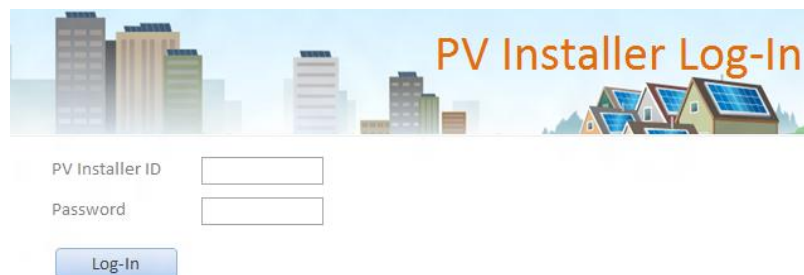 PV Installer Log-In
PV Installer ID
Password
Log-In